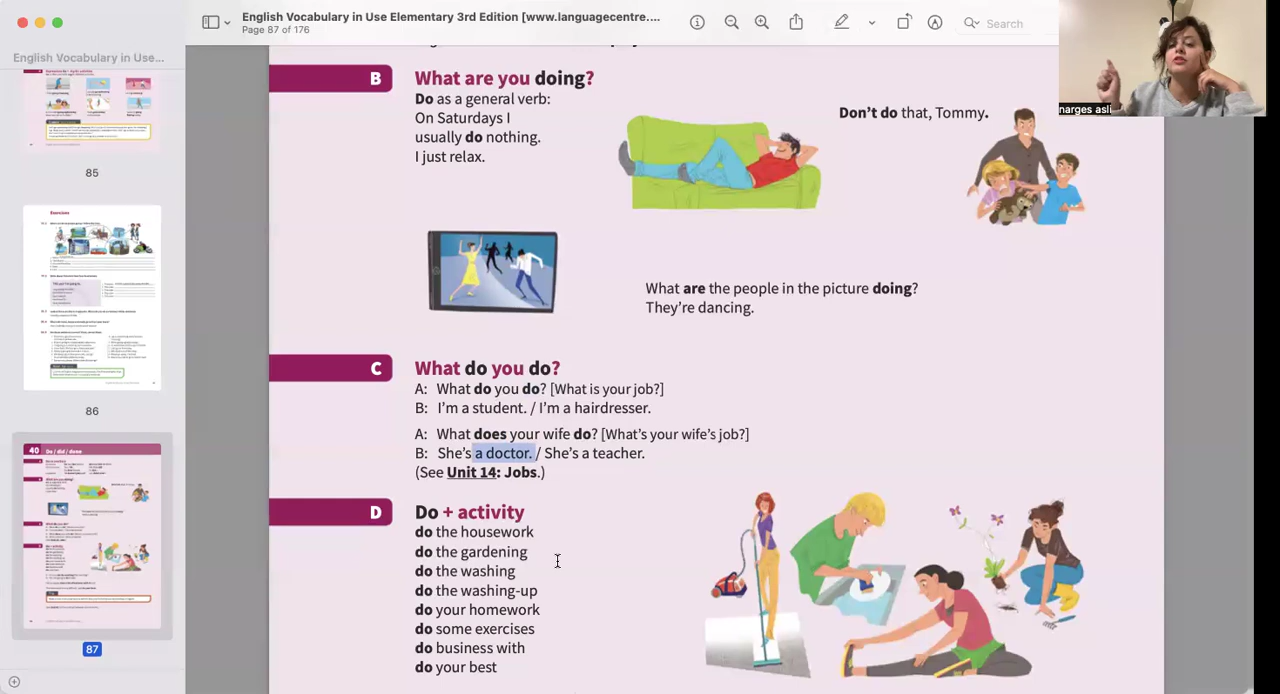 English Vocabulary in Use Elementary 3rd Edition [www.languagecentre....
Page 87 of 176
Search
English Vocabulary in Use...
85
86
87
narges asli
B
What are you doing?
Do as a general verb:
On Saturdays I
usually do nothing.
I just relax.
Don't do that, Tommy.
What are the people in the picture doing?
They're dancing.
C
What do you do?
A: What do you do? [What is your job?]
B: I'm a student. / I'm a hairdresser.
A: What does your wife do? [What's your wife's job?]
B: She's a doctor. / She's a teacher.
(See Unit 14: Jobs.)
D
Do + activity
do the housework
do the gardening
do the washing
do the washing-up
do your homework
do some exercises
do business with
do your best